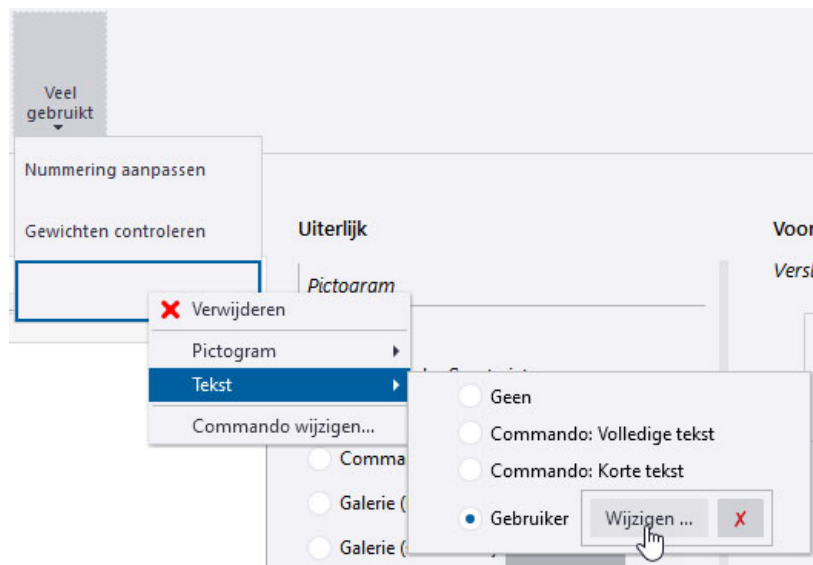 Veel
gebruikt
Nummering aanpassen
Gewichten controleren
Uiterlijk
Pictogram
Verwijderen
Pictogram
Tekst
Commando wijzigen...
Geen
Commando: Volledige tekst
Commando: Korte tekst
Gebruiker Wijzigen ... X
Galerie (
Galerie (